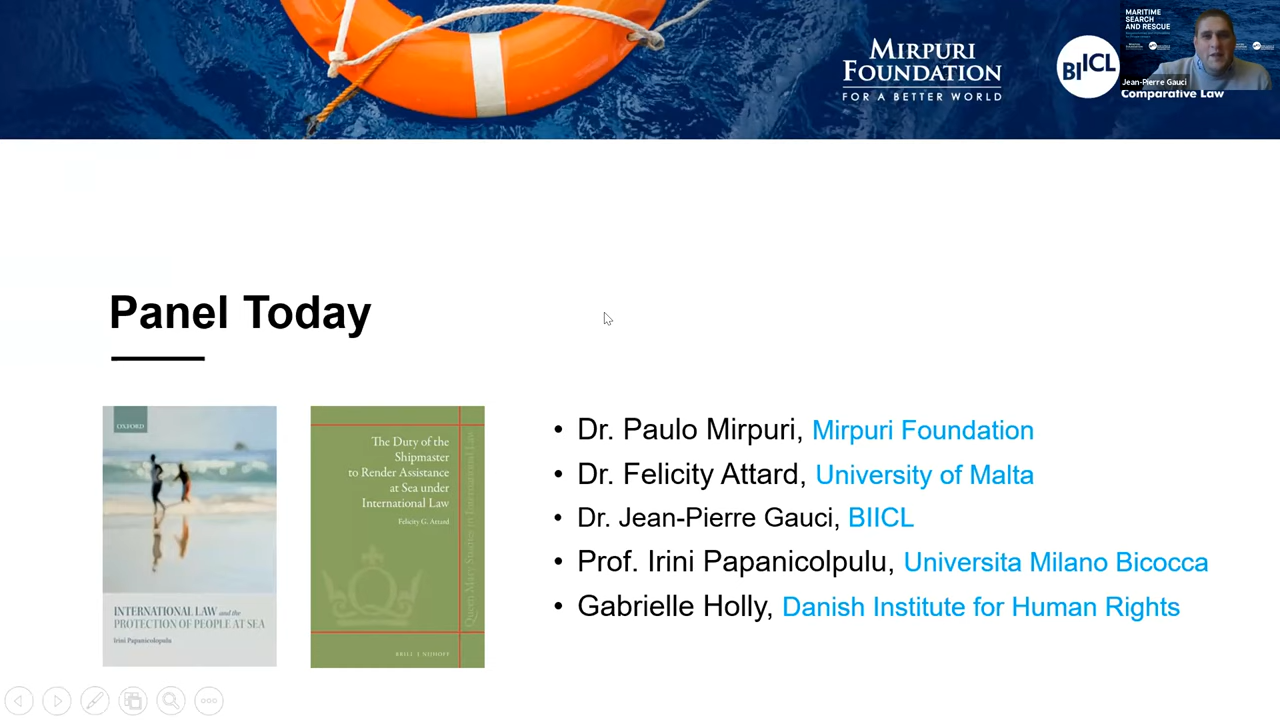 MIRPURI
FOUNDATION
FOR A BETTER WORLD
BIICL
Comparative Law
MARITIME
SEARCH
AND RESCUE
Jean-Pierre Gauci
Panel Today
OXFORD
INTERNATIONAL LAW and the
PROTECTION OF PEOPLE AT SEA
Irini Papanicolopulu
The Duty of the
Shipmaster
to Render Assistance
at Sea under
International Law
Felicity G. Attard
Queen Mary Studies in International Law
BRILL | NIJHOFF
• Dr. Paulo Mirpuri, Mirpuri Foundation
• Dr. Felicity Attard, University of Malta
• Dr. Jean-Pierre Gauci, BIICL
• Prof. Irini Papanicolpulu, Universita Milano Bicocca
• Gabrielle Holly, Danish Institute for Human Rights